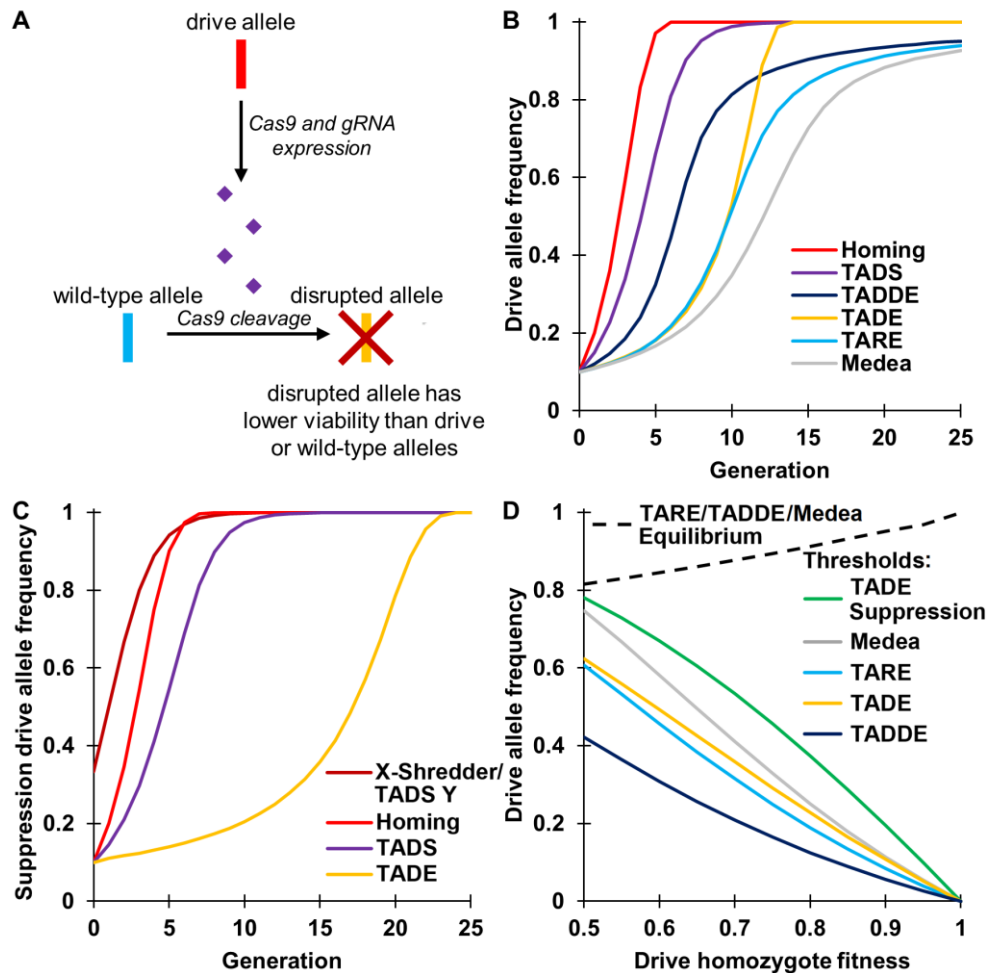 A
drive allele
Cas9 and gRNA
expression
wild-type allele
disrupted allele
Cas9 cleavage
disrupted allele has
lower viability than drive
or wild-type alleles
B
Drive allele frequency
1
0.8
0.6
0.4
0.2
0
0
5
10
15
20
25
Generation
Homing
TADS
TADDE
TADE
TARE
Medea
C
Suppression drive allele frequency
1
0.8
0.6
0.4
0.2
0
0
5
10
15
20
25
Generation
X-Shredder/
TADS Y
Homing
TADS
TADE
D
Drive allele frequency
1
0.8
0.6
0.4
0.2
0
0.5
0.6
0.7
0.8
0.9
1
Drive homozygote fitness
TARE/TADDE/Medea
Equilibrium
Thresholds:
TADE
Suppression
Medea
TARE
TADE
TADDE